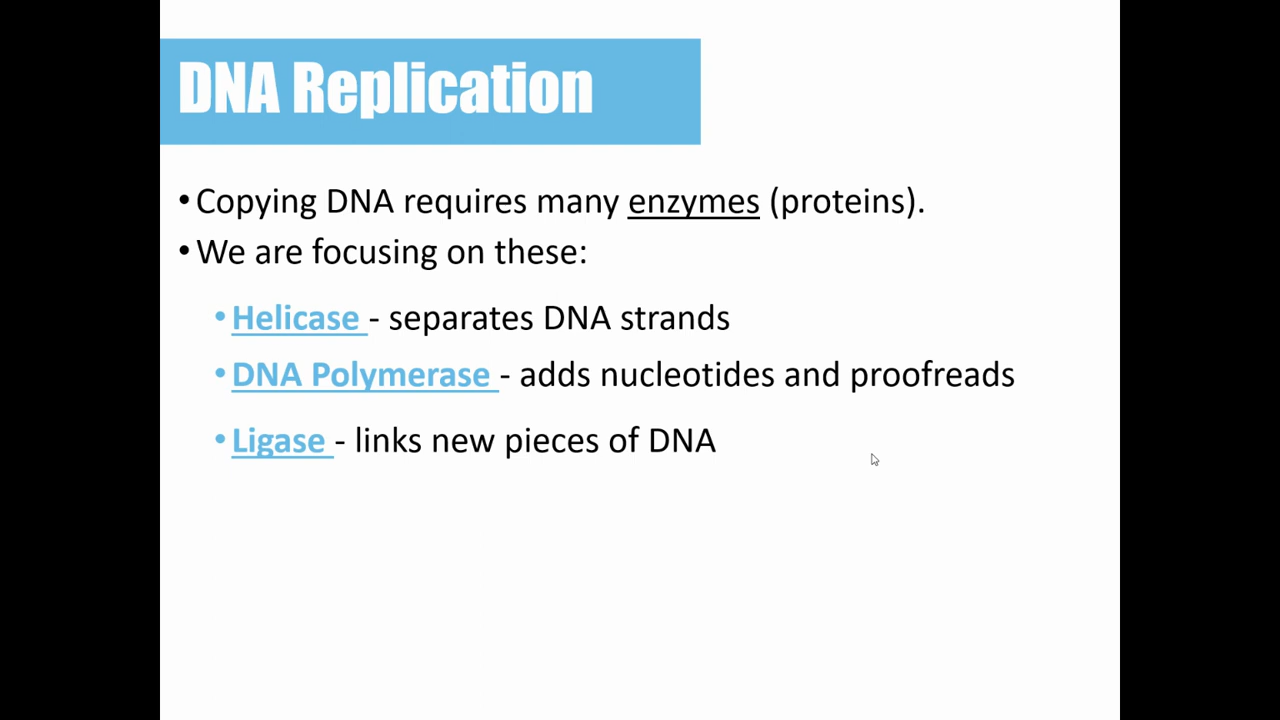 DNA Replication
• Copying DNA requires many enzymes (proteins).
• We are focusing on these:
• Helicase - separates DNA strands
• DNA Polymerase - adds nucleotides and proofreads
• Ligase - links new pieces of DNA